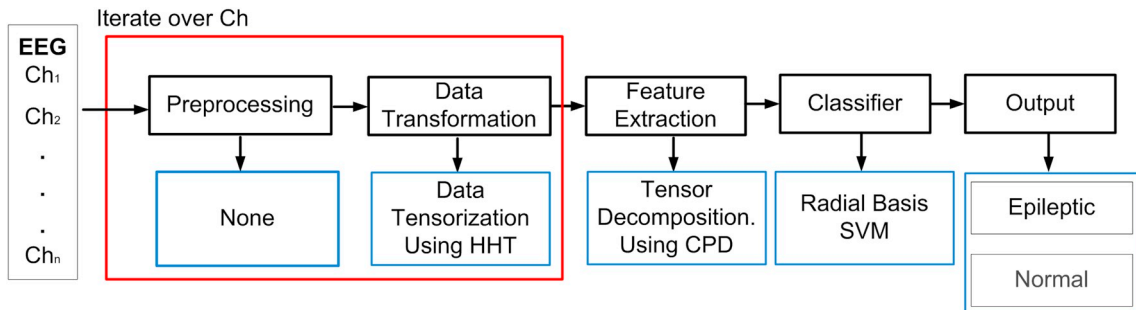 Iterate over Ch
EEG
Ch₁
Ch₂
.
.
.
Chₙ
Preprocessing
Data
Transformation
Feature
Extraction
Classifier
Output
None
Data
Tensorization
Using HHT
Tensor
Decomposition.
Using CPD
Radial Basis
SVM
Epileptic
Normal